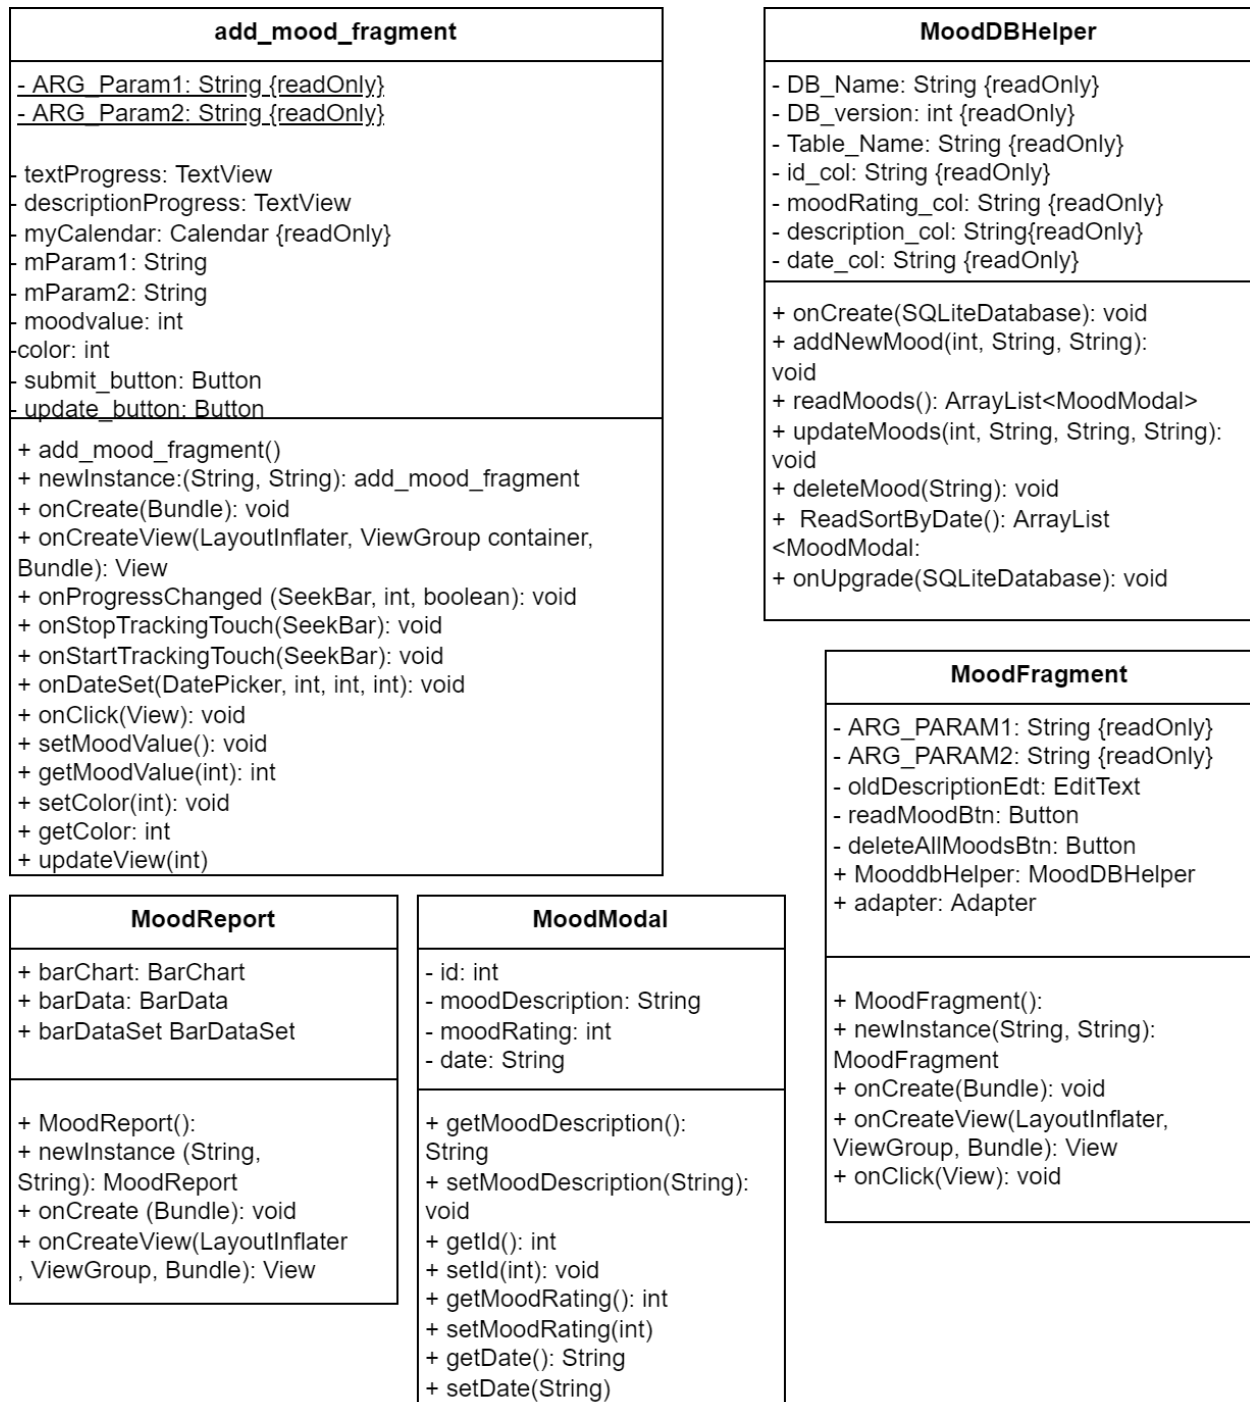 add_mood_fragment
- ARG_Param1: String {readOnly}
- ARG_Param2: String {readOnly}
- textProgress: TextView
- descriptionProgress: TextView
- myCalendar: Calendar {readOnly}
- mParam1: String
- mParam2: String
- moodvalue: int
-color: int
- submit_button: Button
- update_button: Button
+ add_mood_fragment()
+ newInstance:(String, String): add_mood_fragment
+ onCreate(Bundle): void
+ onCreateView(LayoutInflater, ViewGroup container,
Bundle): View
+ onProgressChanged (SeekBar, int, boolean): void
+ onStopTrackingTouch(SeekBar): void
+ onStartTrackingTouch(SeekBar): void
+ onDateSet(DatePicker, int, int, int): void
+ onClick(View): void
+ setMoodValue(): void
+ getMoodValue(int): int
+ setColor(int): void
+ getColor: int
+ updateView(int)
MoodDBHelper
- DB_Name: String {readOnly}
- DB_version: int {readOnly}
- Table_Name: String {readOnly}
- id_col: String {readOnly}
- moodRating_col: String {readOnly}
- description_col: String{readOnly}
- date_col: String {readOnly}
+ onCreate(SQLiteDatabase): void
+ addNewMood(int, String, String):
void
+ readMoods(): ArrayList<MoodModal>
+ updateMoods(int, String, String, String):
void
+ deleteMood(String): void
+  ReadSortByDate(): ArrayList
<MoodModal:
+ onUpgrade(SQLiteDatabase): void
MoodFragment
- ARG_PARAM1: String {readOnly}
- ARG_PARAM2: String {readOnly}
- oldDescriptionEdt: EditText
- readMoodBtn: Button
- deleteAllMoodsBtn: Button
+ MooddbHelper: MoodDBHelper
+ adapter: Adapter
+ MoodFragment():
+ newInstance(String, String):
MoodFragment
+ onCreate(Bundle): void
+ onCreateView(LayoutInflater,
ViewGroup, Bundle): View
+ onClick(View): void
MoodReport
+ barChart: BarChart
+ barData: BarData
+ barDataSet BarDataSet
+ MoodReport():
+ newInstance (String,
String): MoodReport
+ onCreate (Bundle): void
+ onCreateView(LayoutInflater
, ViewGroup, Bundle): View
MoodModal
- id: int
- moodDescription: String
- moodRating: int
- date: String
+ getMoodDescription():
String
+ setMoodDescription(String):
void
+ getId(): int
+ setId(int): void
+ getMoodRating(): int
+ setMoodRating(int)
+ getDate(): String
+ setDate(String)